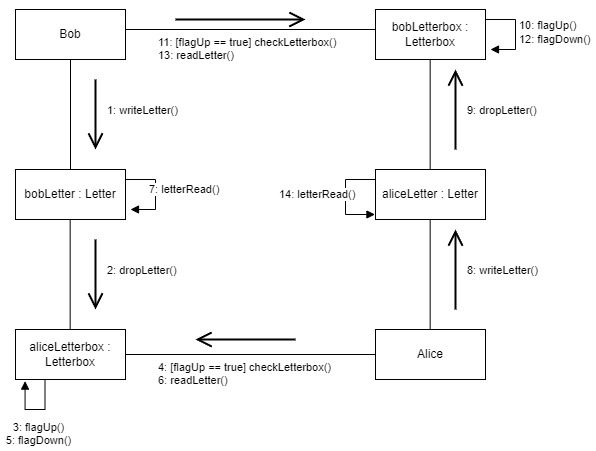 Bob
bobLetterbox :
Letterbox
10: flagUp()
12: flagDown()
11: [flagUp == true] checkLetterbox()
13: readLetter()
1: writeLetter()
9: dropLetter()
bobLetter : Letter
7: letterRead()
14: letterRead()
aliceLetter : Letter
2: dropLetter()
8: writeLetter()
aliceLetterbox :
Letterbox
Alice
4: [flagUp == true] checkLetterbox()
6: readLetter()
3: flagUp()
5: flagDown()